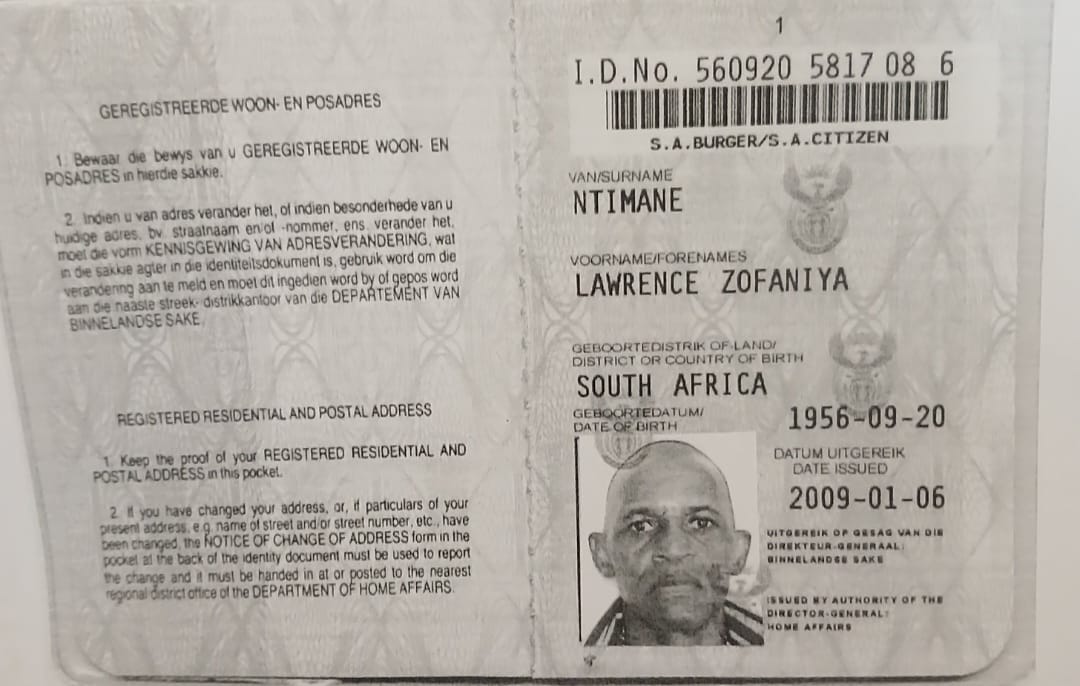 GEREGISTREERDE WOON- EN POSADRES
1. Bewaar die bewys van u GEREGISTREERDE WOON- EN
POSADRES in hierdie sakkie.
2. Indien u van adres verander het, of indien besonderhede van u
huidige adres, bv. straatnaam en/of -nommer, ens. verander het,
moet die vorm KENNISGEWING VAN ADRESVERANDERING, wat
in die sakkie agter in die identiteitsdokument is, gebruik word om die
verandering aan te meld en moet dit ingedien word by of gepos word
aan die naaste streek- distrikkantoor van die DEPARTEMENT VAN
BINNELANDSE SAKE.
REGISTERED RESIDENTIAL AND POSTAL ADDRESS
1. Keep the proof of your REGISTERED RESIDENTIAL AND
POSTAL ADDRESS in this pocket.
2. If you have changed your address, or, if particulars of your
present address, e.g. name of street and/or street number, etc., have
been changed, the NOTICE OF CHANGE OF ADDRESS form in the
pocket at the back of the identity document must be used to report
the change and it must be handed in at or posted to the nearest
regional district office of the DEPARTMENT OF HOME AFFAIRS.
1
I.D.No. 560920 5817 08 6
S.A.BURGER/S.A.CITIZEN
VAN/SURNAME
NTIMANE
VOORNAME/FORENAMES
LAWRENCE ZOFANIYA
GEBOORTEDISTRIK OF-LAND/
DISTRICT OR COUNTRY OF BIRTH
SOUTH AFRICA
GEBOORTEDATUM/
DATE OF BIRTH
1956-09-20
DATUM UITGEREIK
DATE ISSUED
2009-01-06
UITGEREIK OP GESAG VAN DIE
DIREKTEUR-GENERAAL:
BINNELANDSE SAKE
ISSUED BY AUTHORITY OF THE
DIRECTOR-GENERAL:
HOME AFFAIRS